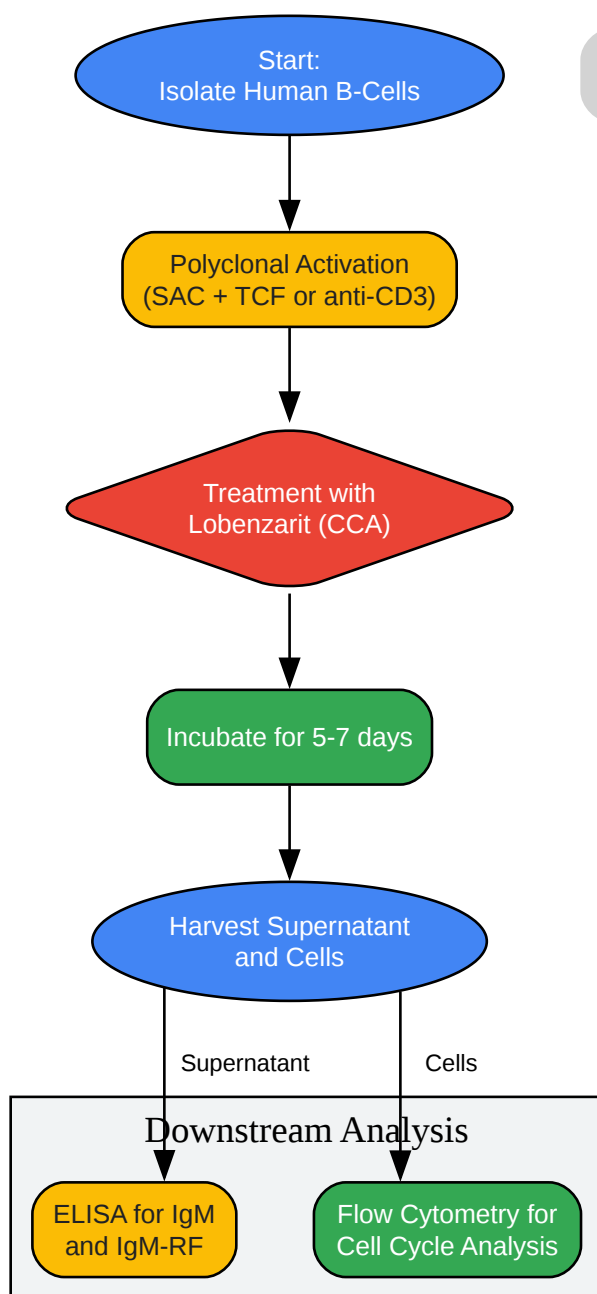 Start:
Isolate Human B-Cells
Polyclonal Activation
(SAC + TCF or anti-CD3)
Treatment with
Lobenzarit (CCA)
Incubate for 5-7 days
Harvest Supernatant
and Cells
Supernatant
Cells
Downstream Analysis
ELISA for IgM
and IgM-RF
Flow Cytometry for
Cell Cycle Analysis